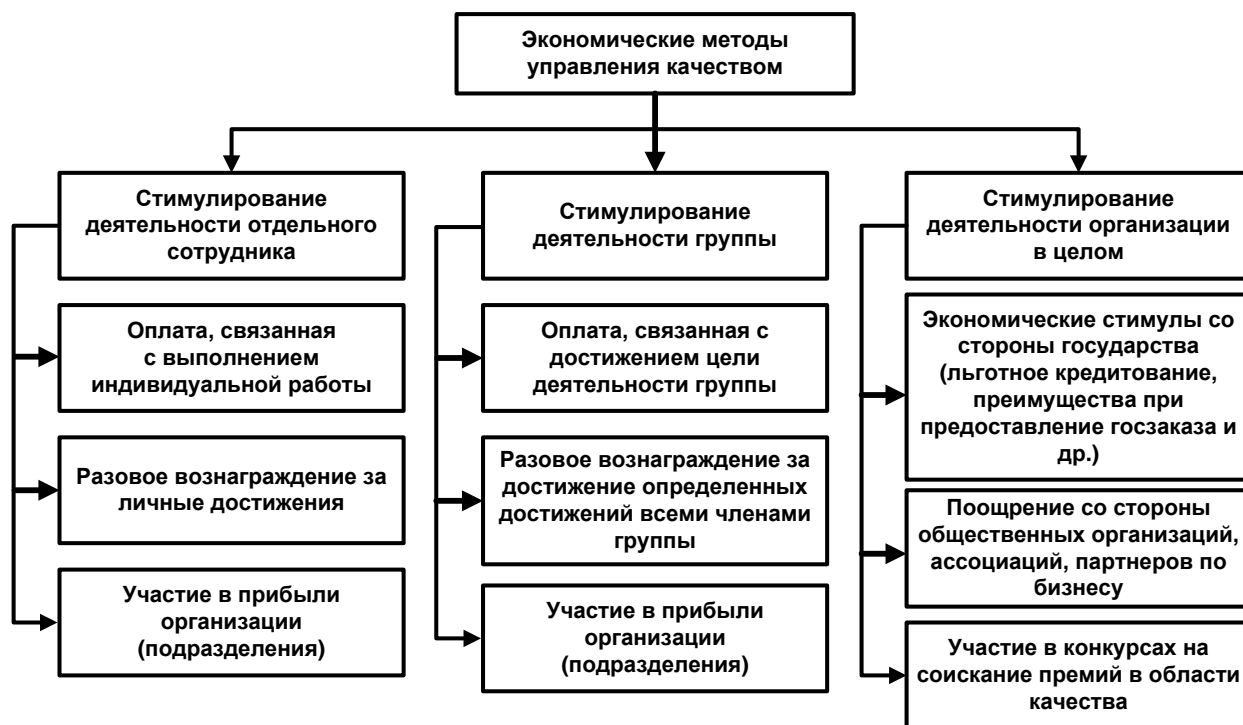 Экономические методы
управления качеством
Стимулирование
деятельности отдельного
сотрудника
Оплата, связанная
с выполнением
индивидуальной работы
Разовое вознаграждение за
личные достижения
Участие в прибыли
организации
(подразделения)
Стимулирование
деятельности группы
Оплата, связанная с
достижением цели
деятельности группы
Разовое вознаграждение за
достижение определенных
достижений всеми членами
группы
Участие в прибыли
организации
(подразделения)
Стимулирование
деятельности организации
в целом
Экономические стимулы со
стороны государства
(льготное кредитование,
преимущества при
предоставление госзаказа и
др.)
Поощрение со стороны
общественных организаций,
ассоциаций, партнеров по
бизнесу
Участие в конкурсах на
соискание премий в области
качества